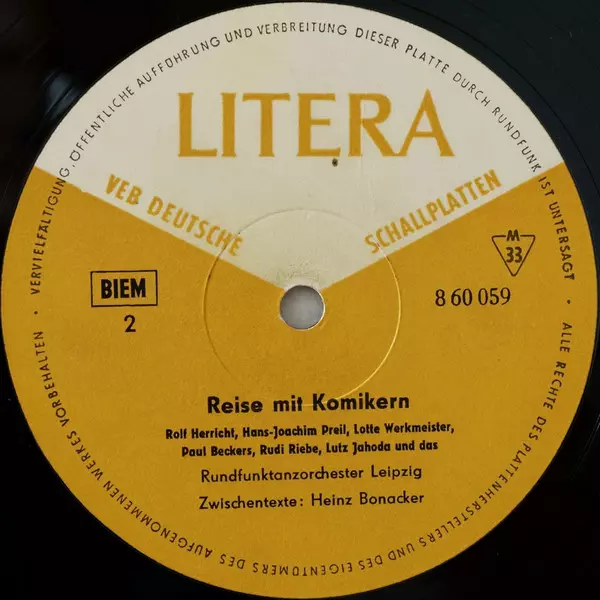 VERVIELFÄLTIGUNG, ÖFFENTLICHE AUFFÜHRUNG UND VERBREITUNG DIESER PLATTE DURCH RUNDFUNK IST UNTERSAGT •
ALLE RECHTE DES PLATTENHERSTELLERS UND DES EIGENTÜMERS DES AUFGENOMMENEN WERKES VORBEHALTEN •
LITERA
VEB DEUTSCHE SCHALLPLATTEN
BIEM
2
M
33
8 60 059
Reise mit Komikern
Rolf Herricht, Hans-Joachim Preil, Lotte Werkmeister,
Paul Beckers, Rudi Riebe, Lutz Jahoda und das
Rundfunktanzorchester Leipzig
Zwischentexte: Heinz Bonacker